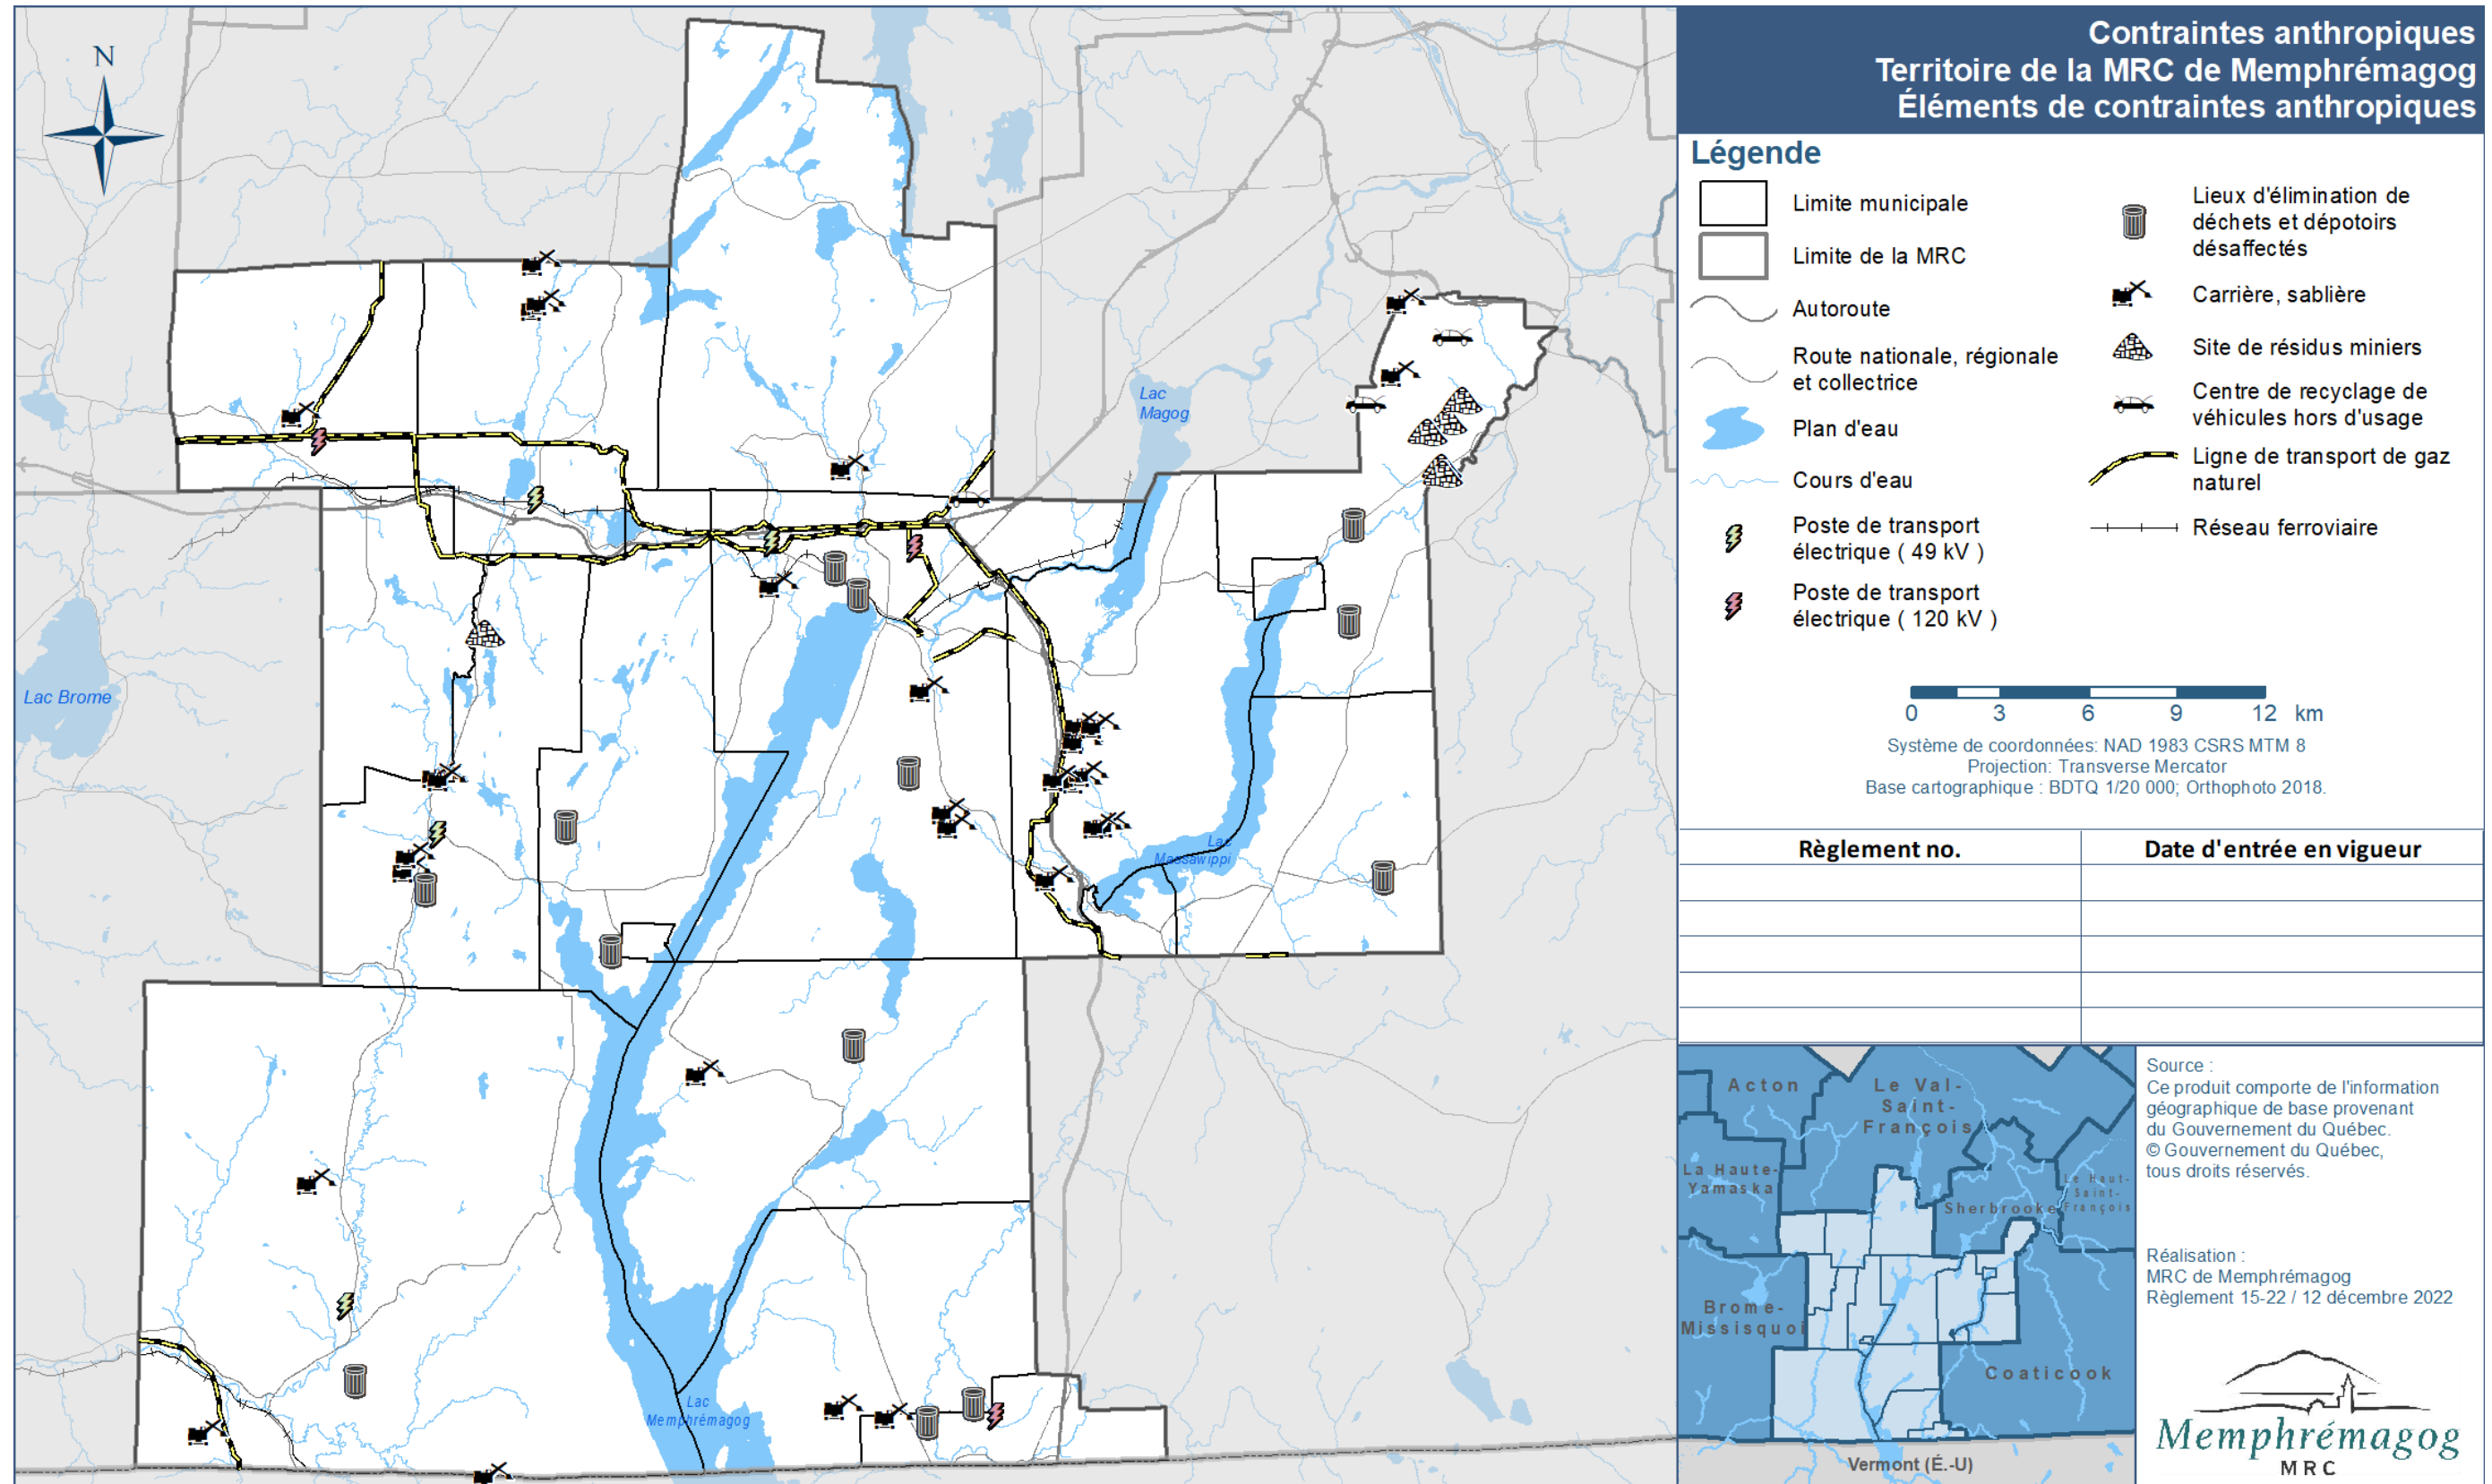 N
Lac
Magog
Lac Brome
Lac
Massawippi
Lac
Memphrémagog
Contraintes anthropiques
Territoire de la MRC de Memphrémagog
Éléments de contraintes anthropiques
Légende
Limite municipale
Limite de la MRC
Autoroute
Route nationale, régionale
et collectrice
Plan d'eau
Cours d'eau
Poste de transport
électrique ( 49 kV )
Poste de transport
électrique ( 120 kV )
Lieux d'élimination de
déchets et dépotoirs
désaffectés
Carrière, sablière
Site de résidus miniers
Centre de recyclage de
véhicules hors d'usage
Ligne de transport de gaz
naturel
Réseau ferroviaire
0 3 6 9 12 km
Système de coordonnées: NAD 1983 CSRS MTM 8
Projection: Transverse Mercator
Base cartographique : BDTQ 1/20 000; Orthophoto 2018.
Règlement no. Date d'entrée en vigueur
Acton
Le Val-
Saint-
François
La Haute-
Yamaska
Sherbrooke
Le Haut-
Saint-
François
Brome-
Missisquoi
Coaticook
Vermont (É.-U)
Source :
Ce produit comporte de l'information
géographique de base provenant
du Gouvernement du Québec.
© Gouvernement du Québec,
tous droits réservés.
Réalisation :
MRC de Memphrémagog
Règlement 15-22 / 12 décembre 2022
Memphrémagog
MRC